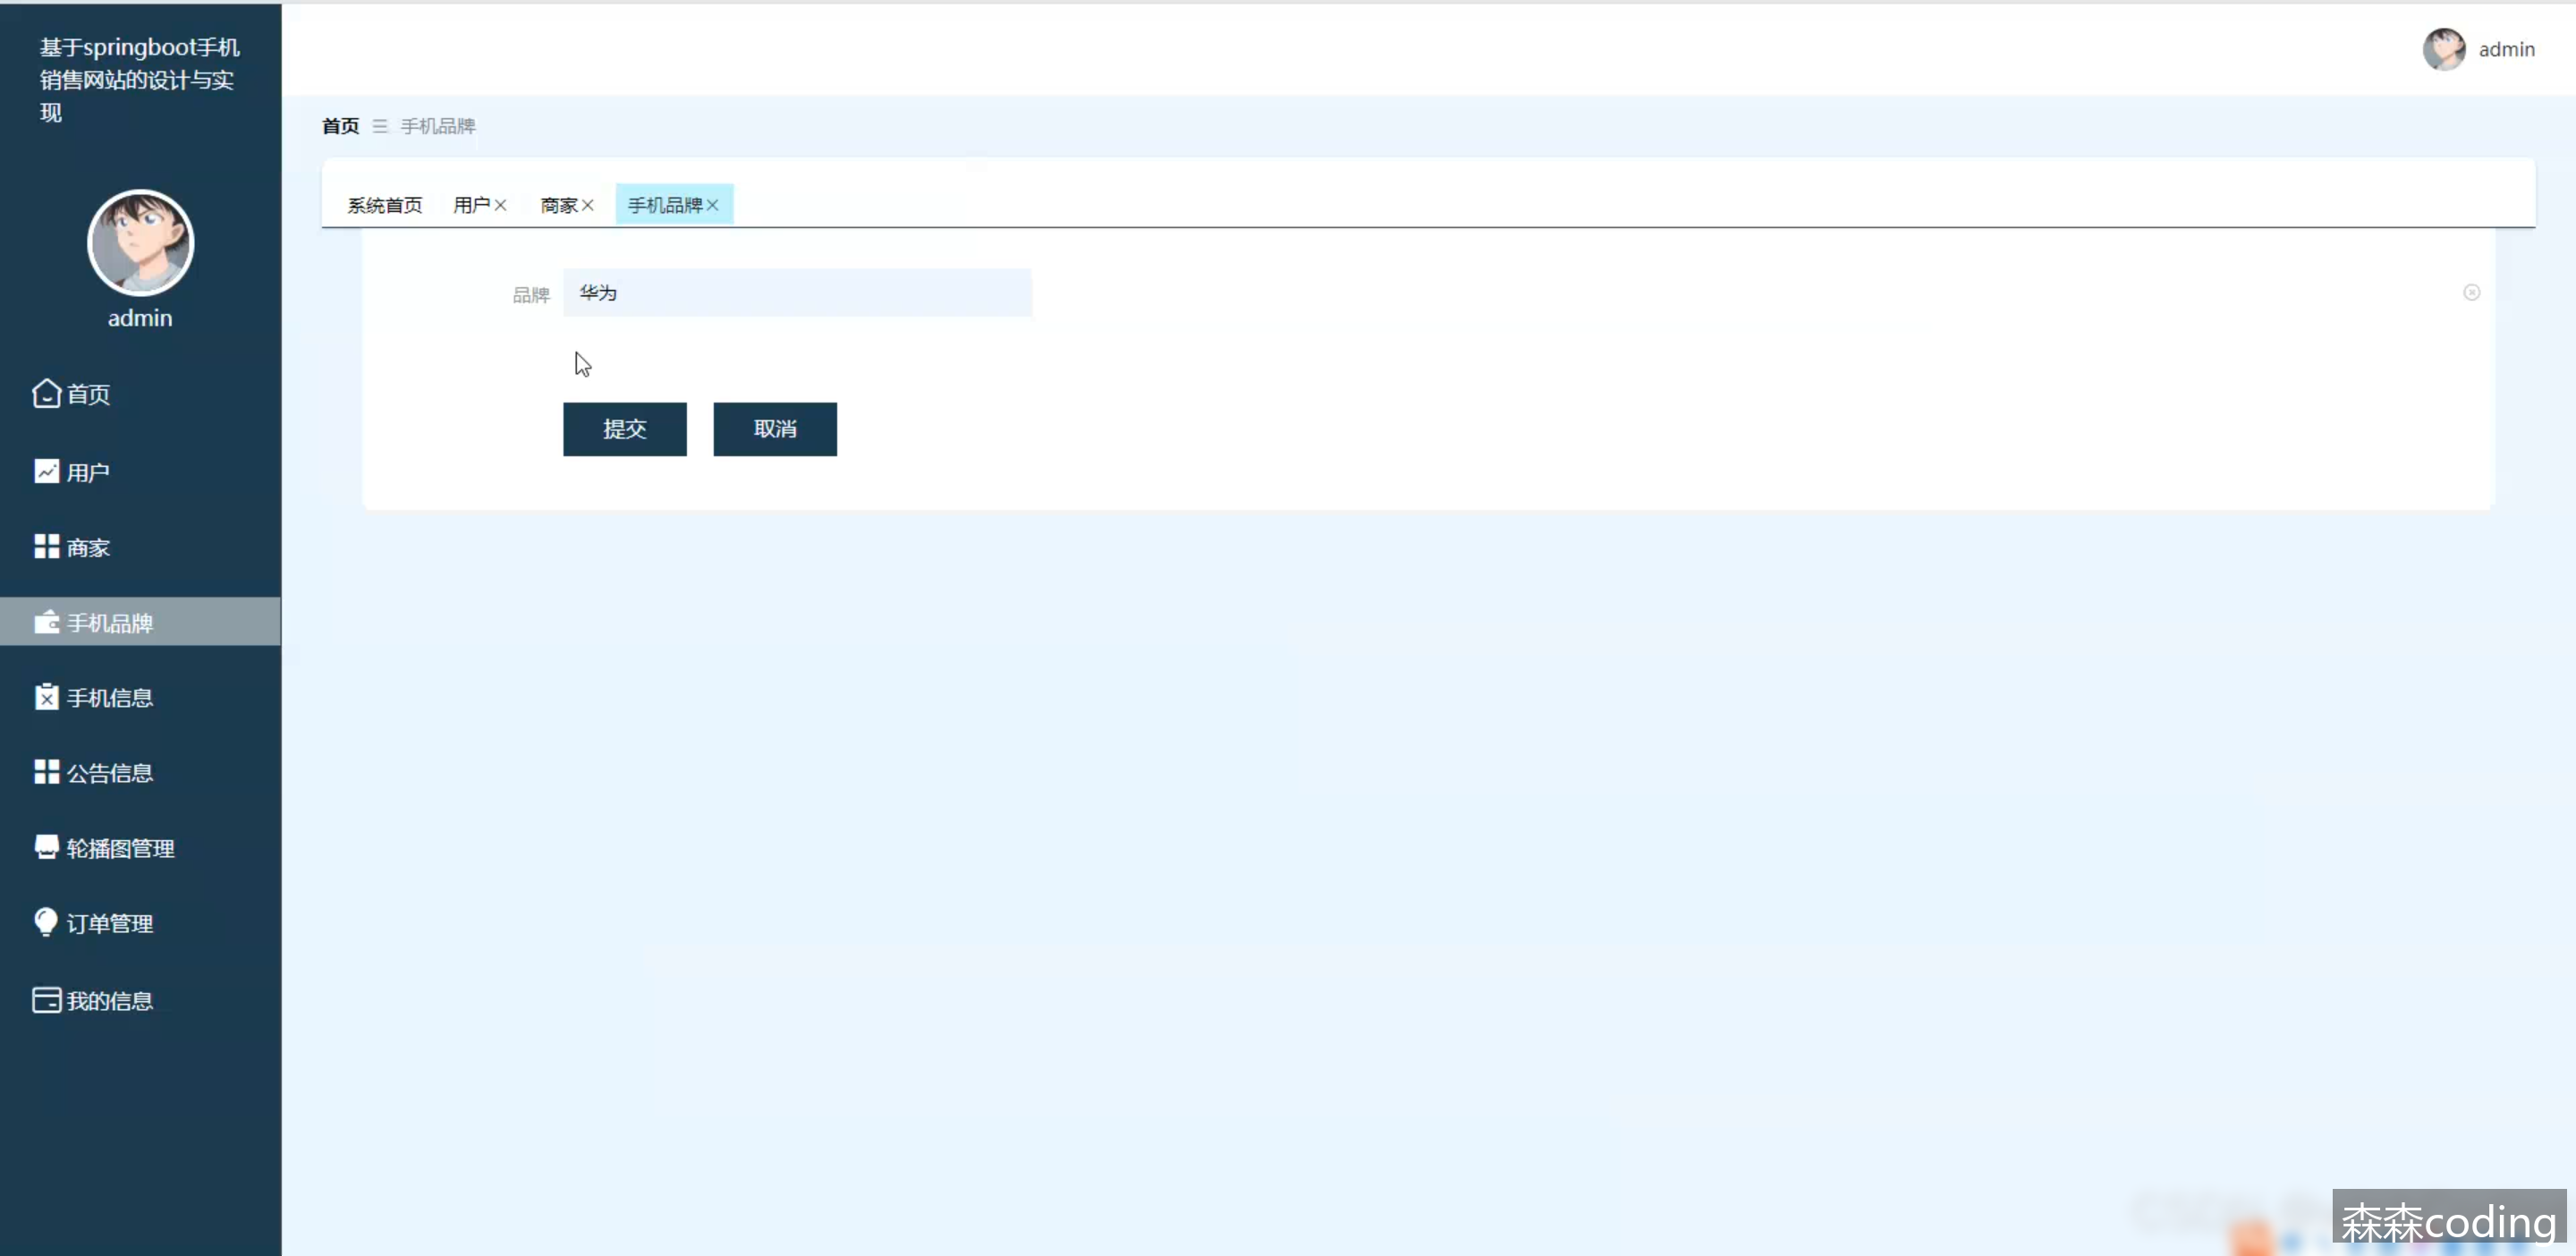 基于springboot手机
销售网站的设计与实
现
admin
首页
用户
商家
手机品牌
手机信息
公告信息
轮播图管理
订单管理
我的信息
admin
首页 手机品牌
系统首页 用户 商家 手机品牌
品牌 华为
提交 取消
森森coding